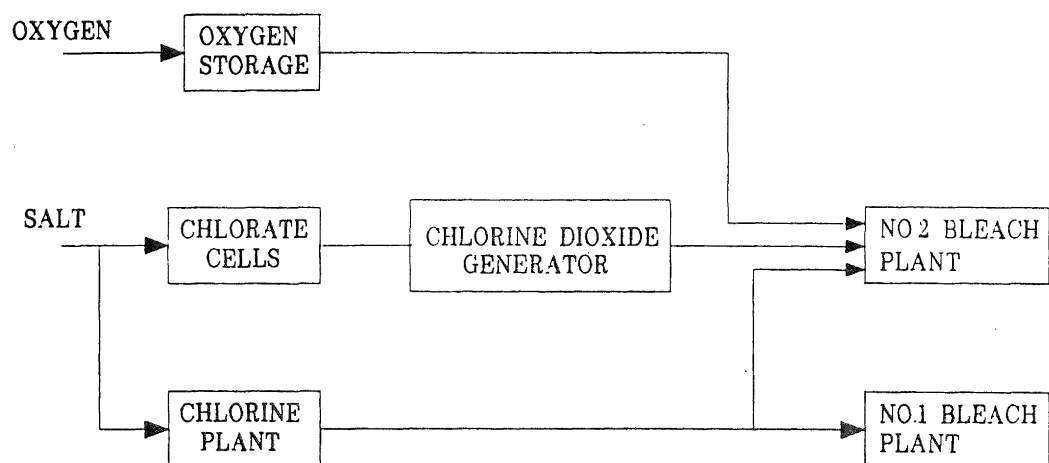 OXYGEN
OXYGEN
STORAGE
SALT
CHLORATE
CELLS
CHLORINE DIOXIDE
GENERATOR
NO.2 BLEACH
PLANT
CHLORINE
PLANT
NO.1 BLEACH
PLANT